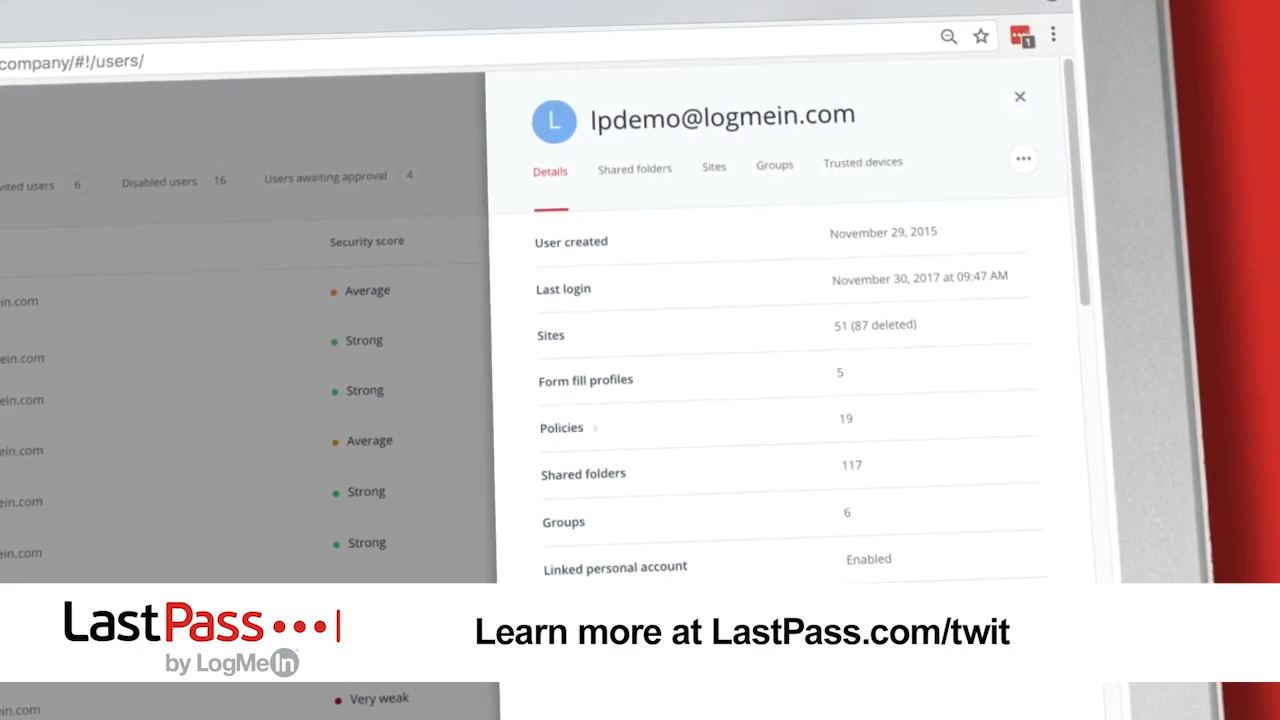 company/#!/users/
1
L
lpdemo@logmein.com
Details Shared folders Sites Groups Trusted devices
users 6 Disabled users 16 Users awaiting approval 4
Security score
User created November 29, 2015
Last login November 30, 2017 at 09:47 AM
Sites 51 (87 deleted)
Form fill profiles 5
Policies 19
Shared folders 117
Groups 6
Linked personal account Enabled
in.com Average
ein.com Strong
ein.com Strong
ein.com Average
ein.com Strong
ein.com Strong
LastPass
by LogMeIn
Learn more at LastPass.com/twit
in.com Very weak